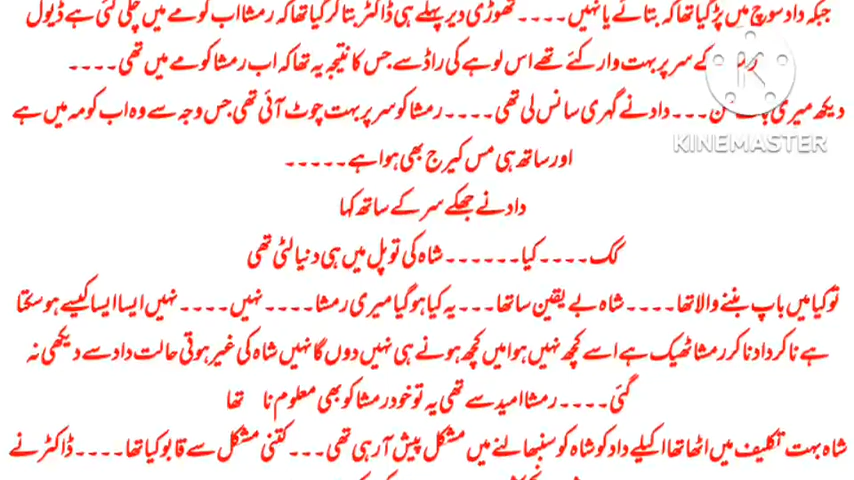 جبکہ داد سوچ میں پڑ گیا تھا کہ بتائے یا نہیں۔۔۔۔ تھوڑی دیر پہلے ہی ڈاکٹر بتا کر گیا تھا کہ رمشا اب کومے میں چلی گئی ہے ڈیول
کے سر پر بہت وار کئے تھے اس لوہے کی راڈ سے جس کا نتیجہ یہ تھا کہ اب رمشا کومے میں تھی۔۔۔۔
دیکھ میری ۔۔۔ داد نے گہری سانس لی تھی۔۔۔۔ رمشا کو سر پر بہت چوٹ آئی تھی جس وجہ سے وہ اب کومہ میں ہے
اور ساتھ ہی مس کیرج بھی ہوا ہے۔۔۔۔۔
داد نے جھکے سر کے ساتھ کہا
کک۔۔۔۔ کیا۔۔۔۔۔۔ شاہ کی تو پل میں ہی دنیا لٹی تھی
تو کیا میں باپ بننے والا تھا۔۔۔۔ شاہ بے یقین سا تھا۔۔۔ یہ کیا ہو گیا میری رمشا۔۔۔۔ نہیں۔۔۔۔ نہیں ایسا ایسا کیسے ہو سکتا
ہے نا کر داد نا کر رمشا ٹھیک ہے اسے کچھ نہیں ہوا میں کچھ ہونے ہی نہیں دوں گا نہیں شاہ کی غیر ہوتی حالت داد سے دیکھی نہ
گئی۔۔۔۔ رمشا امید سے تھی یہ تو خود رمشا کو بھی معلوم نا تھا
شاہ بہت تکلیف میں اٹھا تھا اکیلے داد کو شاہ کو سنبھالنے میں مشکل پیش آ رہی تھی۔۔۔ کتنی مشکل سے قابو کیا تھا۔۔۔۔ ڈاکٹر نے
K
KINEMASTER